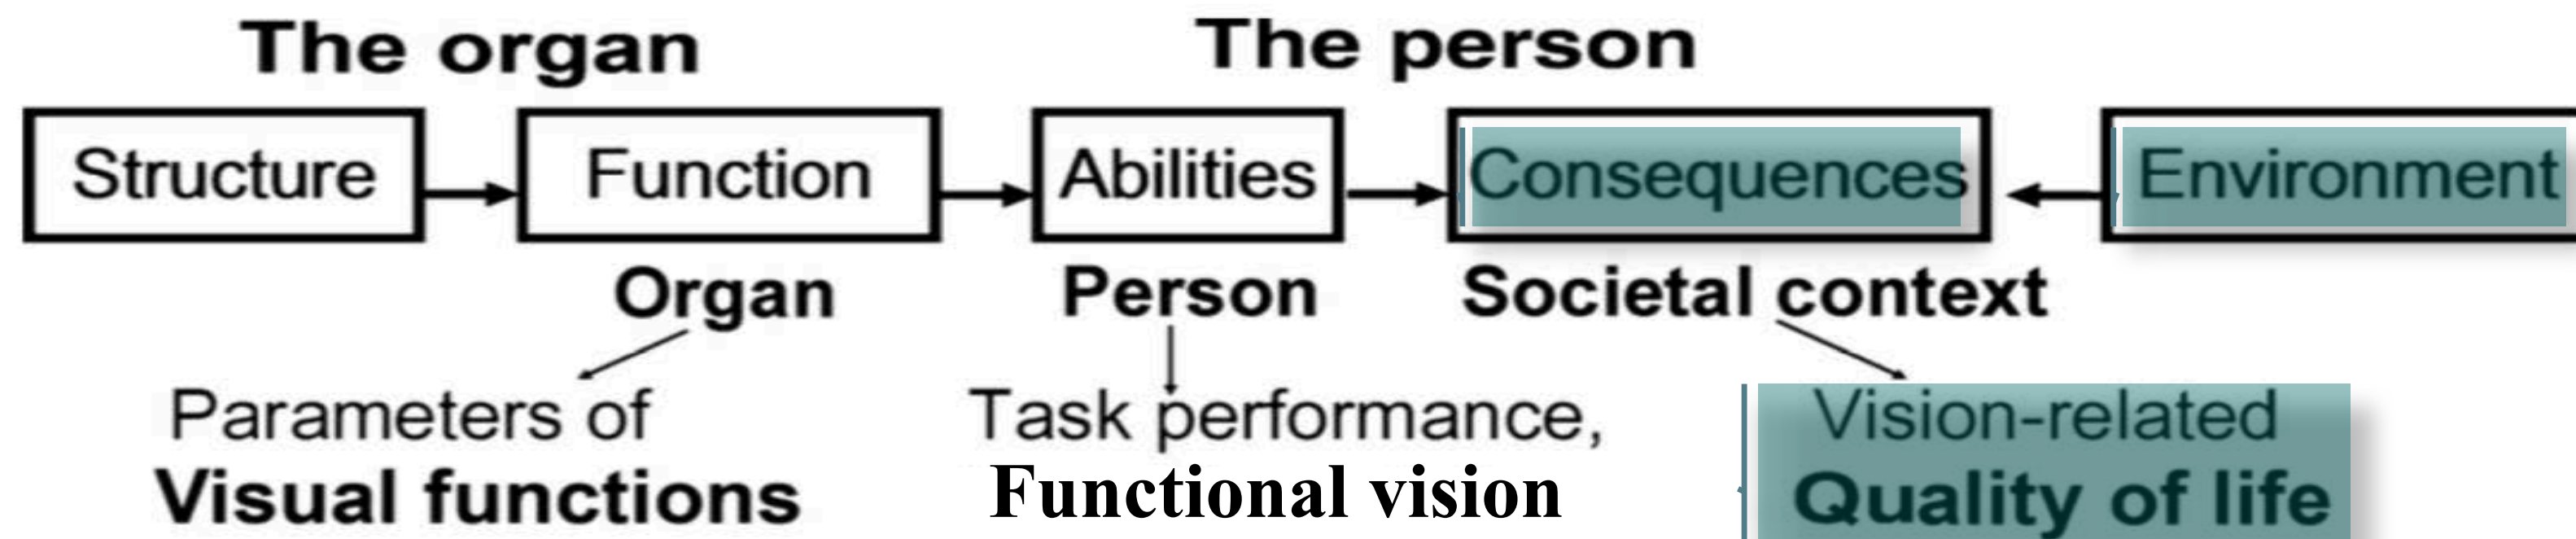 The organ The person
Structure Function Abilities Consequences Environment
Organ Person Societal context
Parameters of Task performance, Vision-related
Visual functions Functional vision Quality of life